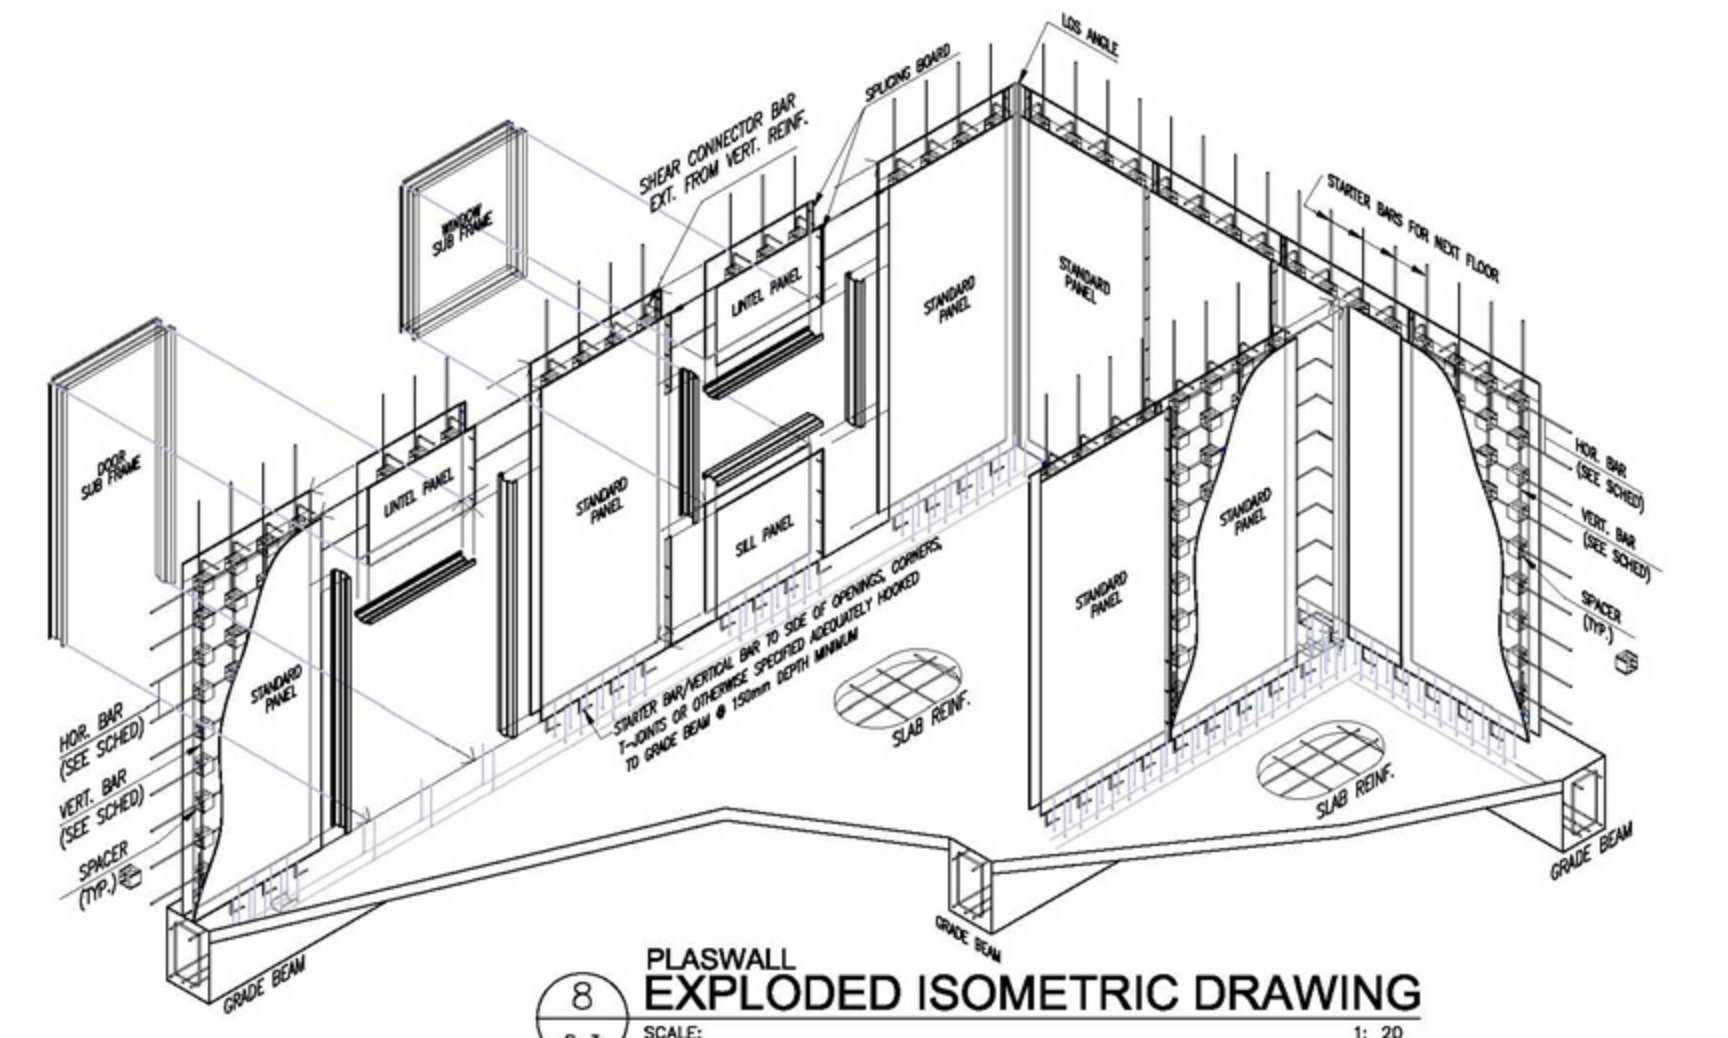 LGS ANGLE
SPLICING BOARD
SHEAR CONNECTOR BAR
EXT. FROM VERT. REINF.
STARTER BARS FOR NEXT FLOOR
WINDOW
SUB FRAME
DOOR
SUB FRAME
LINTEL PANEL
LINTEL PANEL
STANDARD
PANEL
STANDARD
PANEL
STANDARD
PANEL
STANDARD
PANEL
STANDARD
PANEL
STANDARD
PANEL
SILL PANEL
HOR. BAR
(SEE SCHED)
VERT. BAR
(SEE SCHED)
SPACER
(TYP.)
HOR. BAR
(SEE SCHED)
VERT. BAR
(SEE SCHED)
SPACER
(TYP.)
STARTER BAR/VERTICAL BAR TO SIDE OF OPENINGS, CORNERS,
T-JOINTS OR OTHERWISE SPECIFIED ADEQUATELY HOOKED
TO GRADE BEAM @ 150mm DEPTH MINIMUM
SLAB REINF.
SLAB REINF.
GRADE BEAM
GRADE BEAM
GRADE BEAM
8
PLASWALL
EXPLODED ISOMETRIC DRAWING
SCALE: 1: 20